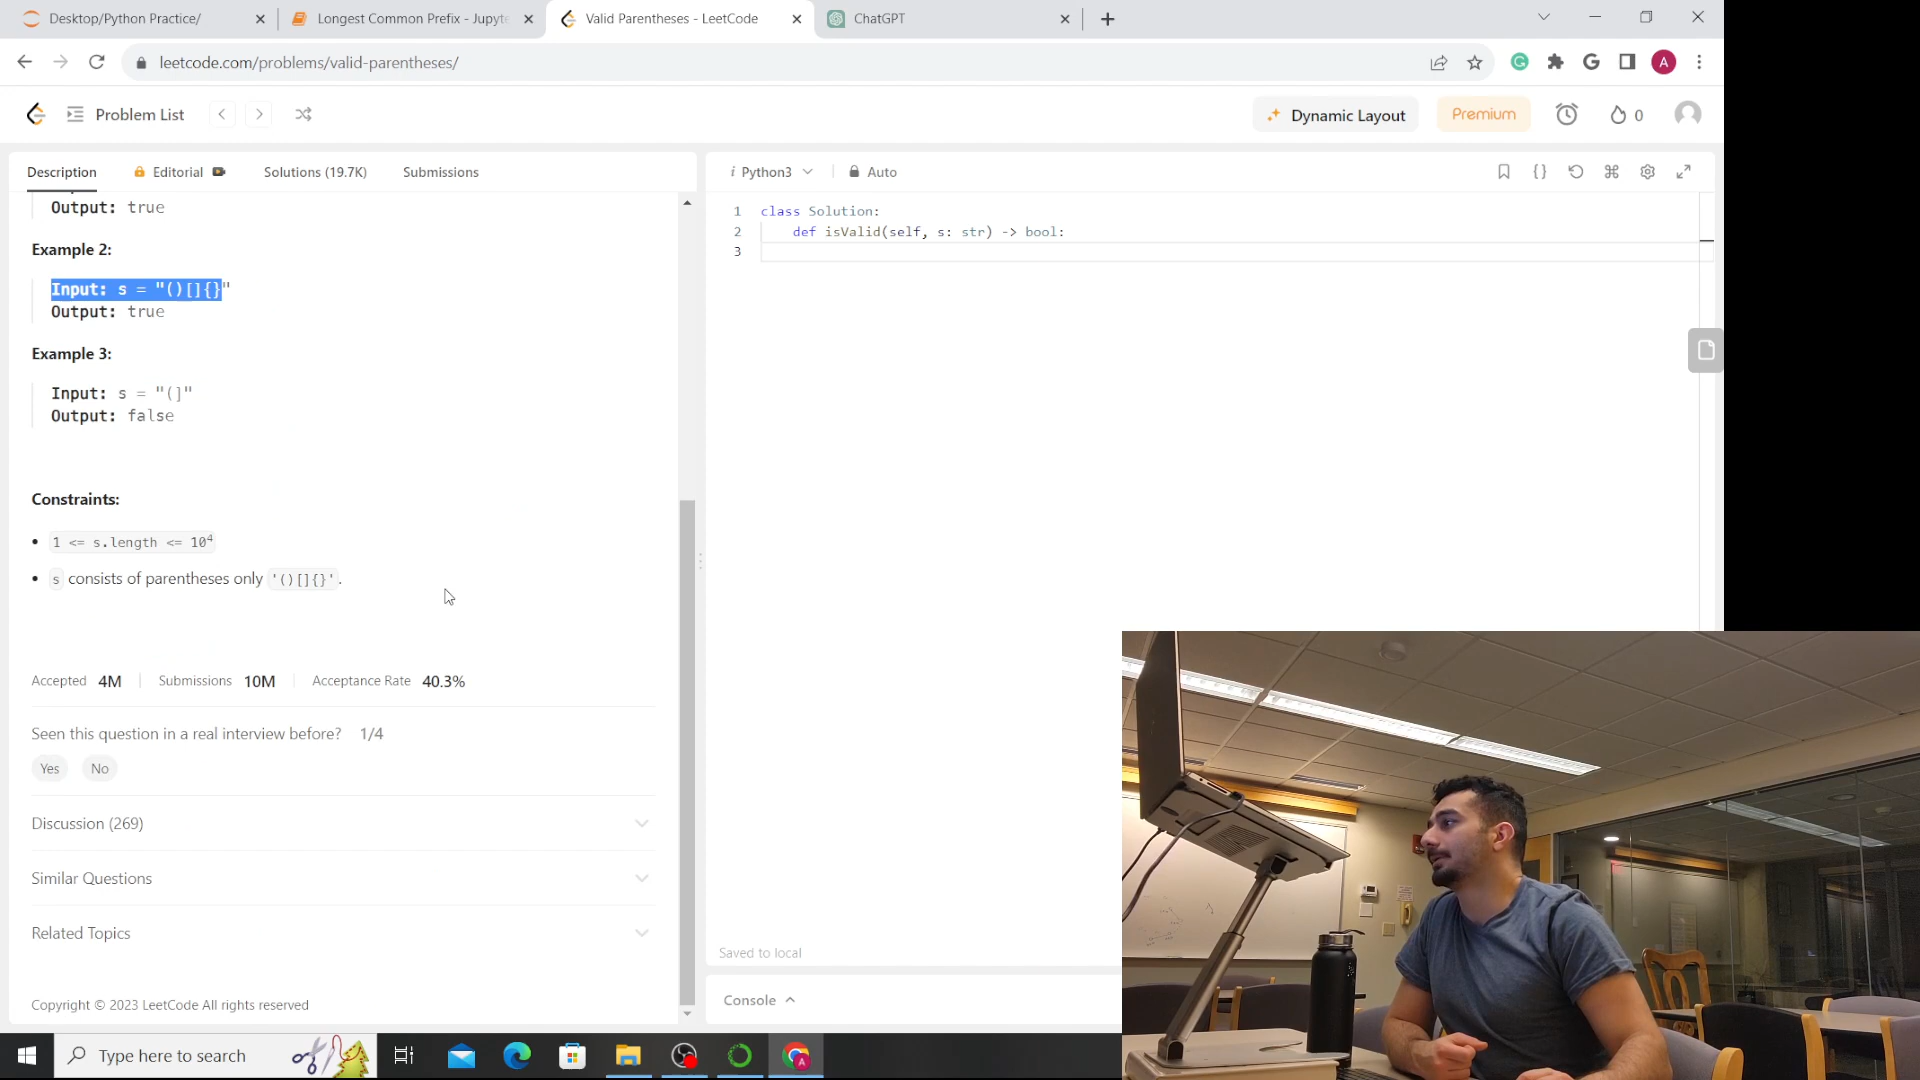 Desktop/Python Practice/
Longest Common Prefix - Jupyte
Valid Parentheses - LeetCode
ChatGPT
leetcode.com/problems/valid-parentheses/
A
Problem List
Dynamic Layout
Premium
0
Description
Editorial
Solutions (19.7K)
Submissions
i Python3
Auto
Output: true
Example 2:
Input: s = "()[]{}"
Output: true
Example 3:
Input: s = "(]"
Output: false
Constraints:
• 1 <= s.length <= 10⁴
• s consists of parentheses only '()[]{}'.
Accepted 4M
Submissions 10M
Acceptance Rate 40.3%
Seen this question in a real interview before? 1/4
Yes
No
Discussion (269)
Similar Questions
Related Topics
Copyright © 2023 LeetCode All rights reserved
1 class Solution:
2 def isValid(self, s: str) -> bool:
3
Saved to local
Console
Type here to search